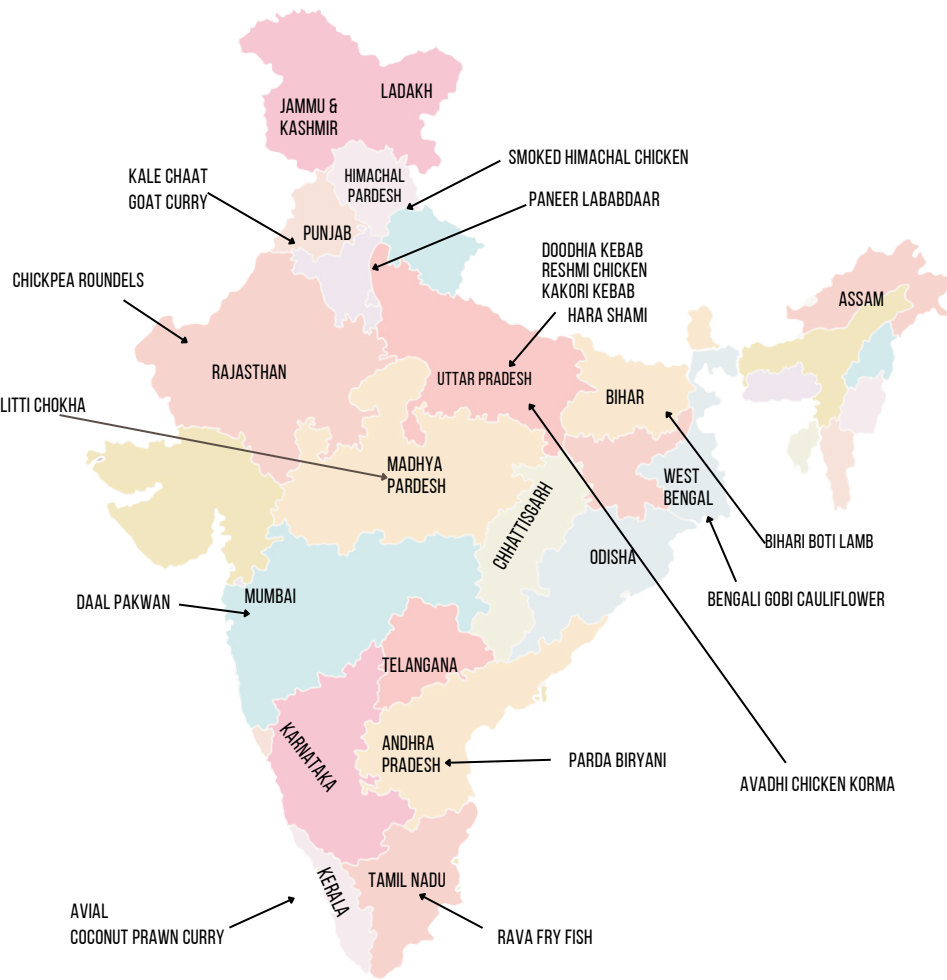 LADAKH
JAMMU &
KASHMIR
SMOKED HIMACHAL CHICKEN
KALE CHAAT
GOAT CURRY
HIMACHAL
PARDESH
PANEER LABABDAAR
PUNJAB
DOODHIA KEBAB
RESHMI CHICKEN
KAKORI KEBAB
HARA SHAMI
CHICKPEA ROUNDELS
ASSAM
RAJASTHAN
UTTAR PRADESH
BIHAR
LITTI CHOKHA
MADHYA
PARDESH
WEST
BENGAL
CHHATTISGARH
BIHARI BOTI LAMB
ODISHA
MUMBAI
DAAL PAKWAN
BENGALI GOBI CAULIFLOWER
TELANGANA
KARNATAKA
ANDHRA
PRADESH
PARDA BIRYANI
AVADHI CHICKEN KORMA
KERALA
TAMIL NADU
AVIAL
COCONUT PRAWN CURRY
RAVA FRY FISH